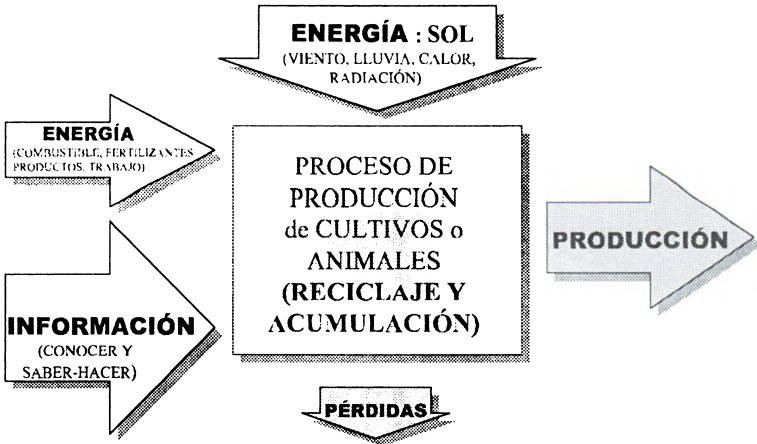 ENERGÍA : SOL
(VIENTO, LLUVIA, CALOR,
RADIACIÓN)
ENERGÍA
(COMBUSTIBLE, FERTILIZANTES
PRODUCTOS, TRABAJO)
PROCESO DE
PRODUCCIÓN
de CULTIVOS o
ANIMALES
(RECICLAJE Y
ACUMULACIÓN)
PRODUCCIÓN
INFORMACIÓN
(CONOCER Y
SABER-HACER)
PÉRDIDAS